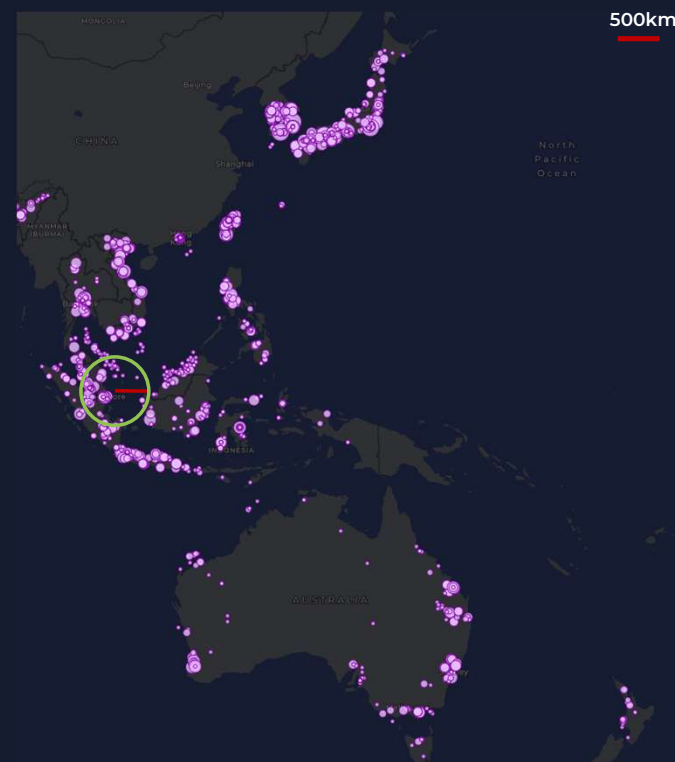 500km
MONGOLIA
Beijing
CHINA
Shanghai
North
Pacific
Ocean
MYANMAR
(BURMA)
INDONESIA
AUSTRALIA